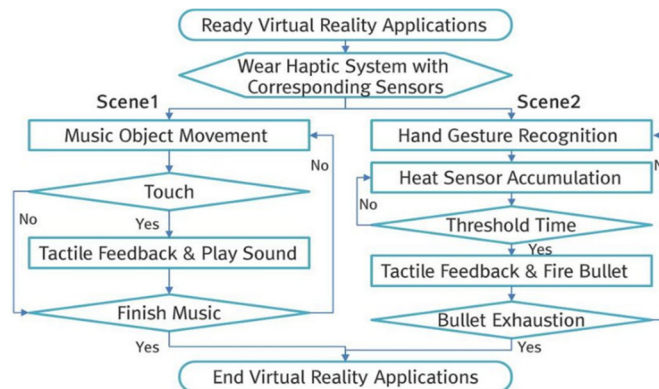 Ready Virtual Reality Applications
Wear Haptic System with
Corresponding Sensors
Scene1
Scene2
Music Object Movement
Hand Gesture Recognition
No
Touch
No
Yes
Tactile Feedback & Play Sound
Finish Music
Yes
Heat Sensor Accumulation
No
Threshold Time
Yes
Tactile Feedback & Fire Bullet
Bullet Exhaustion
Yes
End Virtual Reality Applications